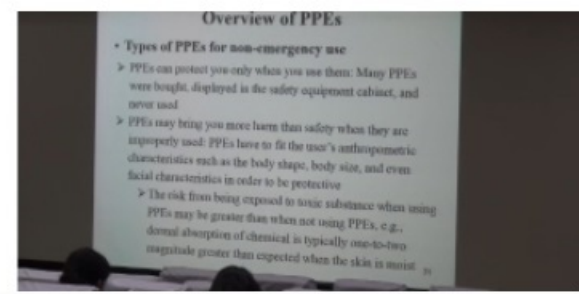 Overview of PPEs
• Types of PPEs for non-emergency use
➢ PPEs can protect you only when you use them: Many PPEs
were bought, displayed in the safety equipment cabinet, and
never used
➢ PPEs may bring you more harm than safety when they are
improperly used: PPEs have to fit the user's anthropometric
characteristics such as the body shape, body size, and even
facial characteristics in order to be protective
➢ The risk from being exposed to toxic substance when using
PPEs may be greater than when not using PPEs, e.g.,
dermal absorption of chemical is typically one-to-two
magnitude greater than expected when the skin is moist